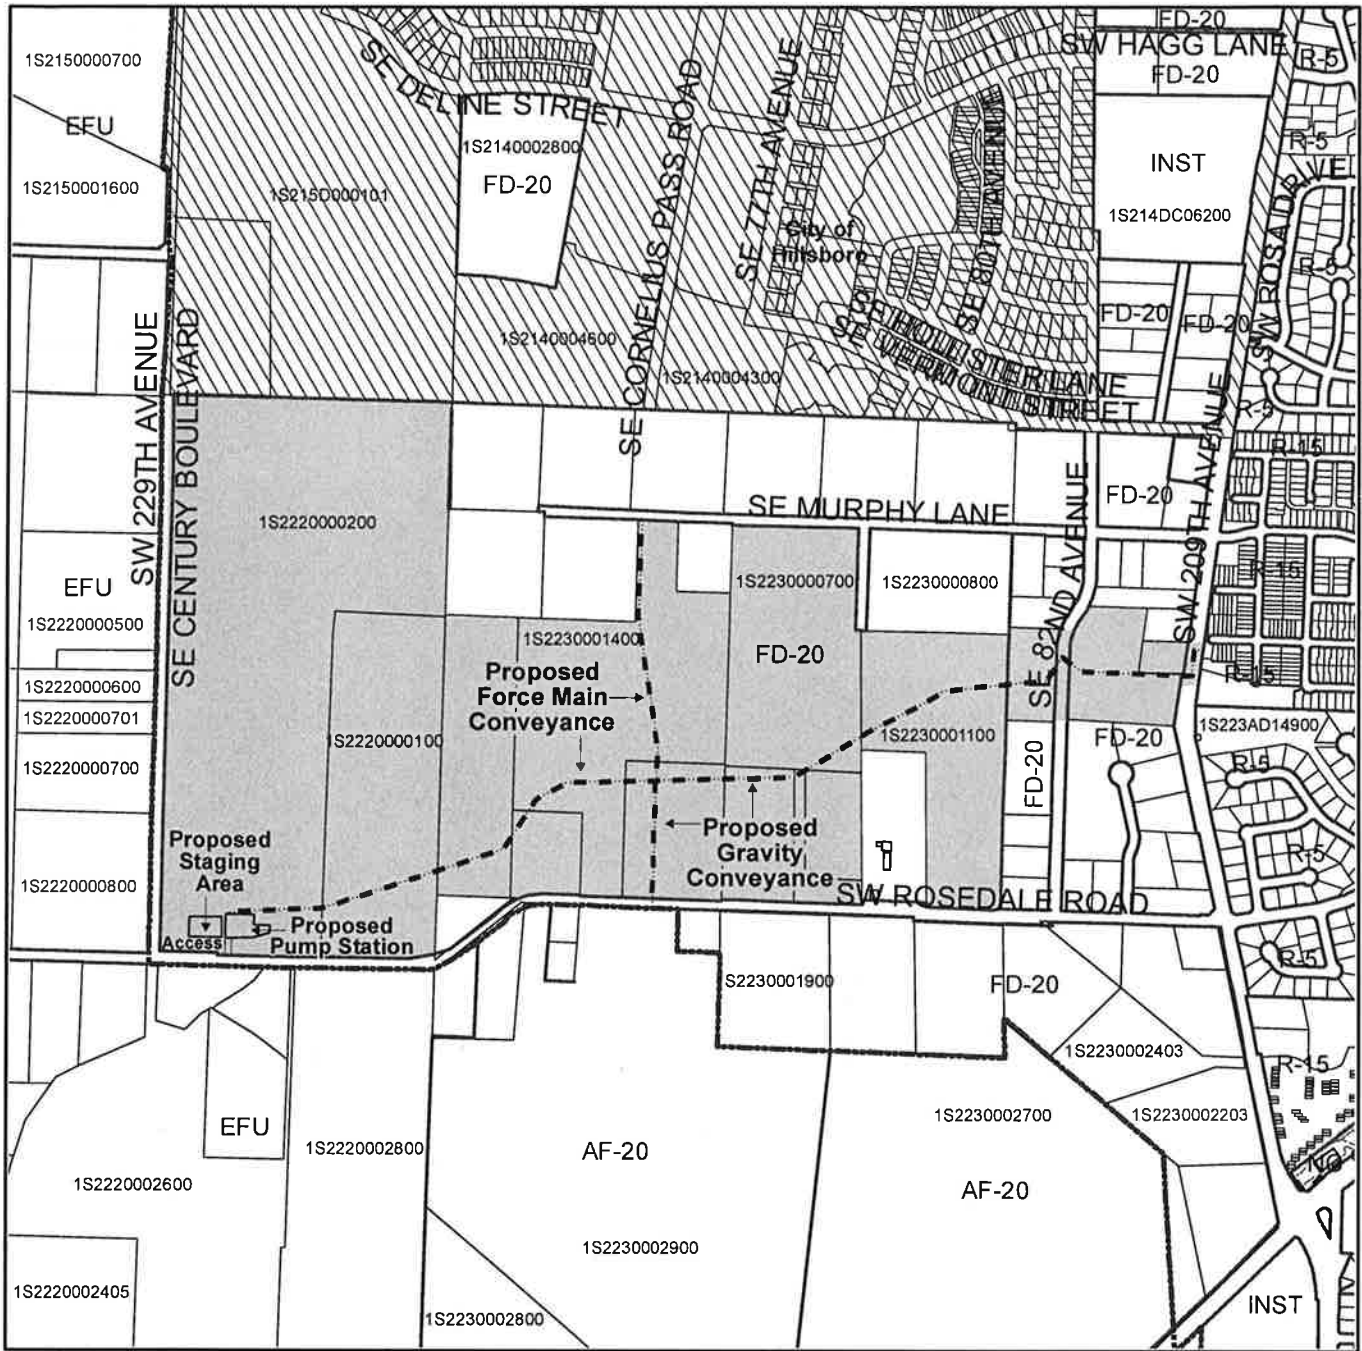 FD-20
SW HAGG LANE
1S2150000700
R-5
FD-20
SE DELINE STREET
SE CORNELIUS PASS ROAD
SE 77TH AVENUE
EFU
1S2140002800
R-5
INST
FD-20
SE 80TH AVENUE
SW ROSA DRIVE
1S2150001600
1S215D000101
1S214DC06200
City of
Hillsboro
R-5
FD-20
FD-20
SE HOLLISTER LANE
SE VERMONT STREET
1S2140004600
1S2140004300
SW 229TH AVENUE
SE CENTURY BOULEVARD
R-5
SW 209TH AVENUE
R-15
FD-20
SE MURPHY LANE
1S2220000200
SE 82ND AVENUE
EFU
1S2230000700
1S2230000800
R-15
1S2220000500
1S2230001400
FD-20
Proposed
Force Main
Conveyance
R-15
1S2220000600
1S2220000701
1S223AD14900
1S2220000100
1S2230001100
FD-20
FD-20
1S2220000700
R-5
Proposed
Staging
Area
Proposed
Gravity
Conveyance
R-5
1S2220000800
SW ROSEDALE ROAD
Access
Proposed
Pump Station
R-5
S2230001900
FD-20
1S2230002403
R-15
EFU
1S2220002800
AF-20
1S2230002700
1S2230002203
1S2220002600
AF-20
1S2230002900
1S2220002405
1S2230002800
INST